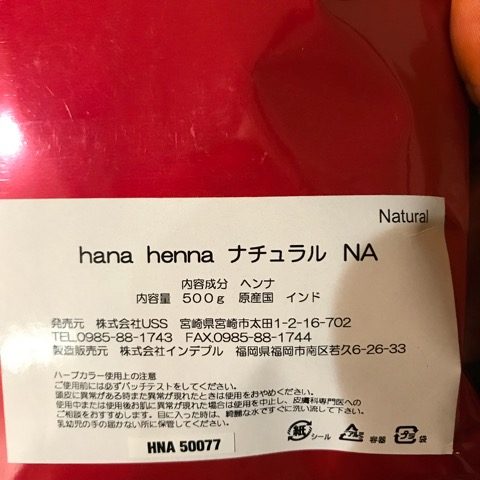 Natural
hana henna ナチュラル NA
内容成分 ヘンナ
内容量 500g 原産国 インド
発売元 株式会社USS 宮崎県宮崎市太田1-2-16-702
TEL.0985-88-1743 FAX.0985-88-1744
製造販売元 株式会社インデプル 福岡県福岡市南区若久6-26-33
ハーブカラー使用上の注意
ご使用前には必ずパッチテストをしてください。
頭皮に異常がある時また異常が現れたときは使用をおやめください。
使用中または使用後お肌に異常が現れた場合は使用を中止し、皮膚科専門医への
ご相談をおすすめします。目に入った時は、綺麗な水ですぐに洗い流して下さい。
乳幼児の手の届かない所に保管してください。
紙 シール アルミ 容器 プラ 袋
HNA 50077